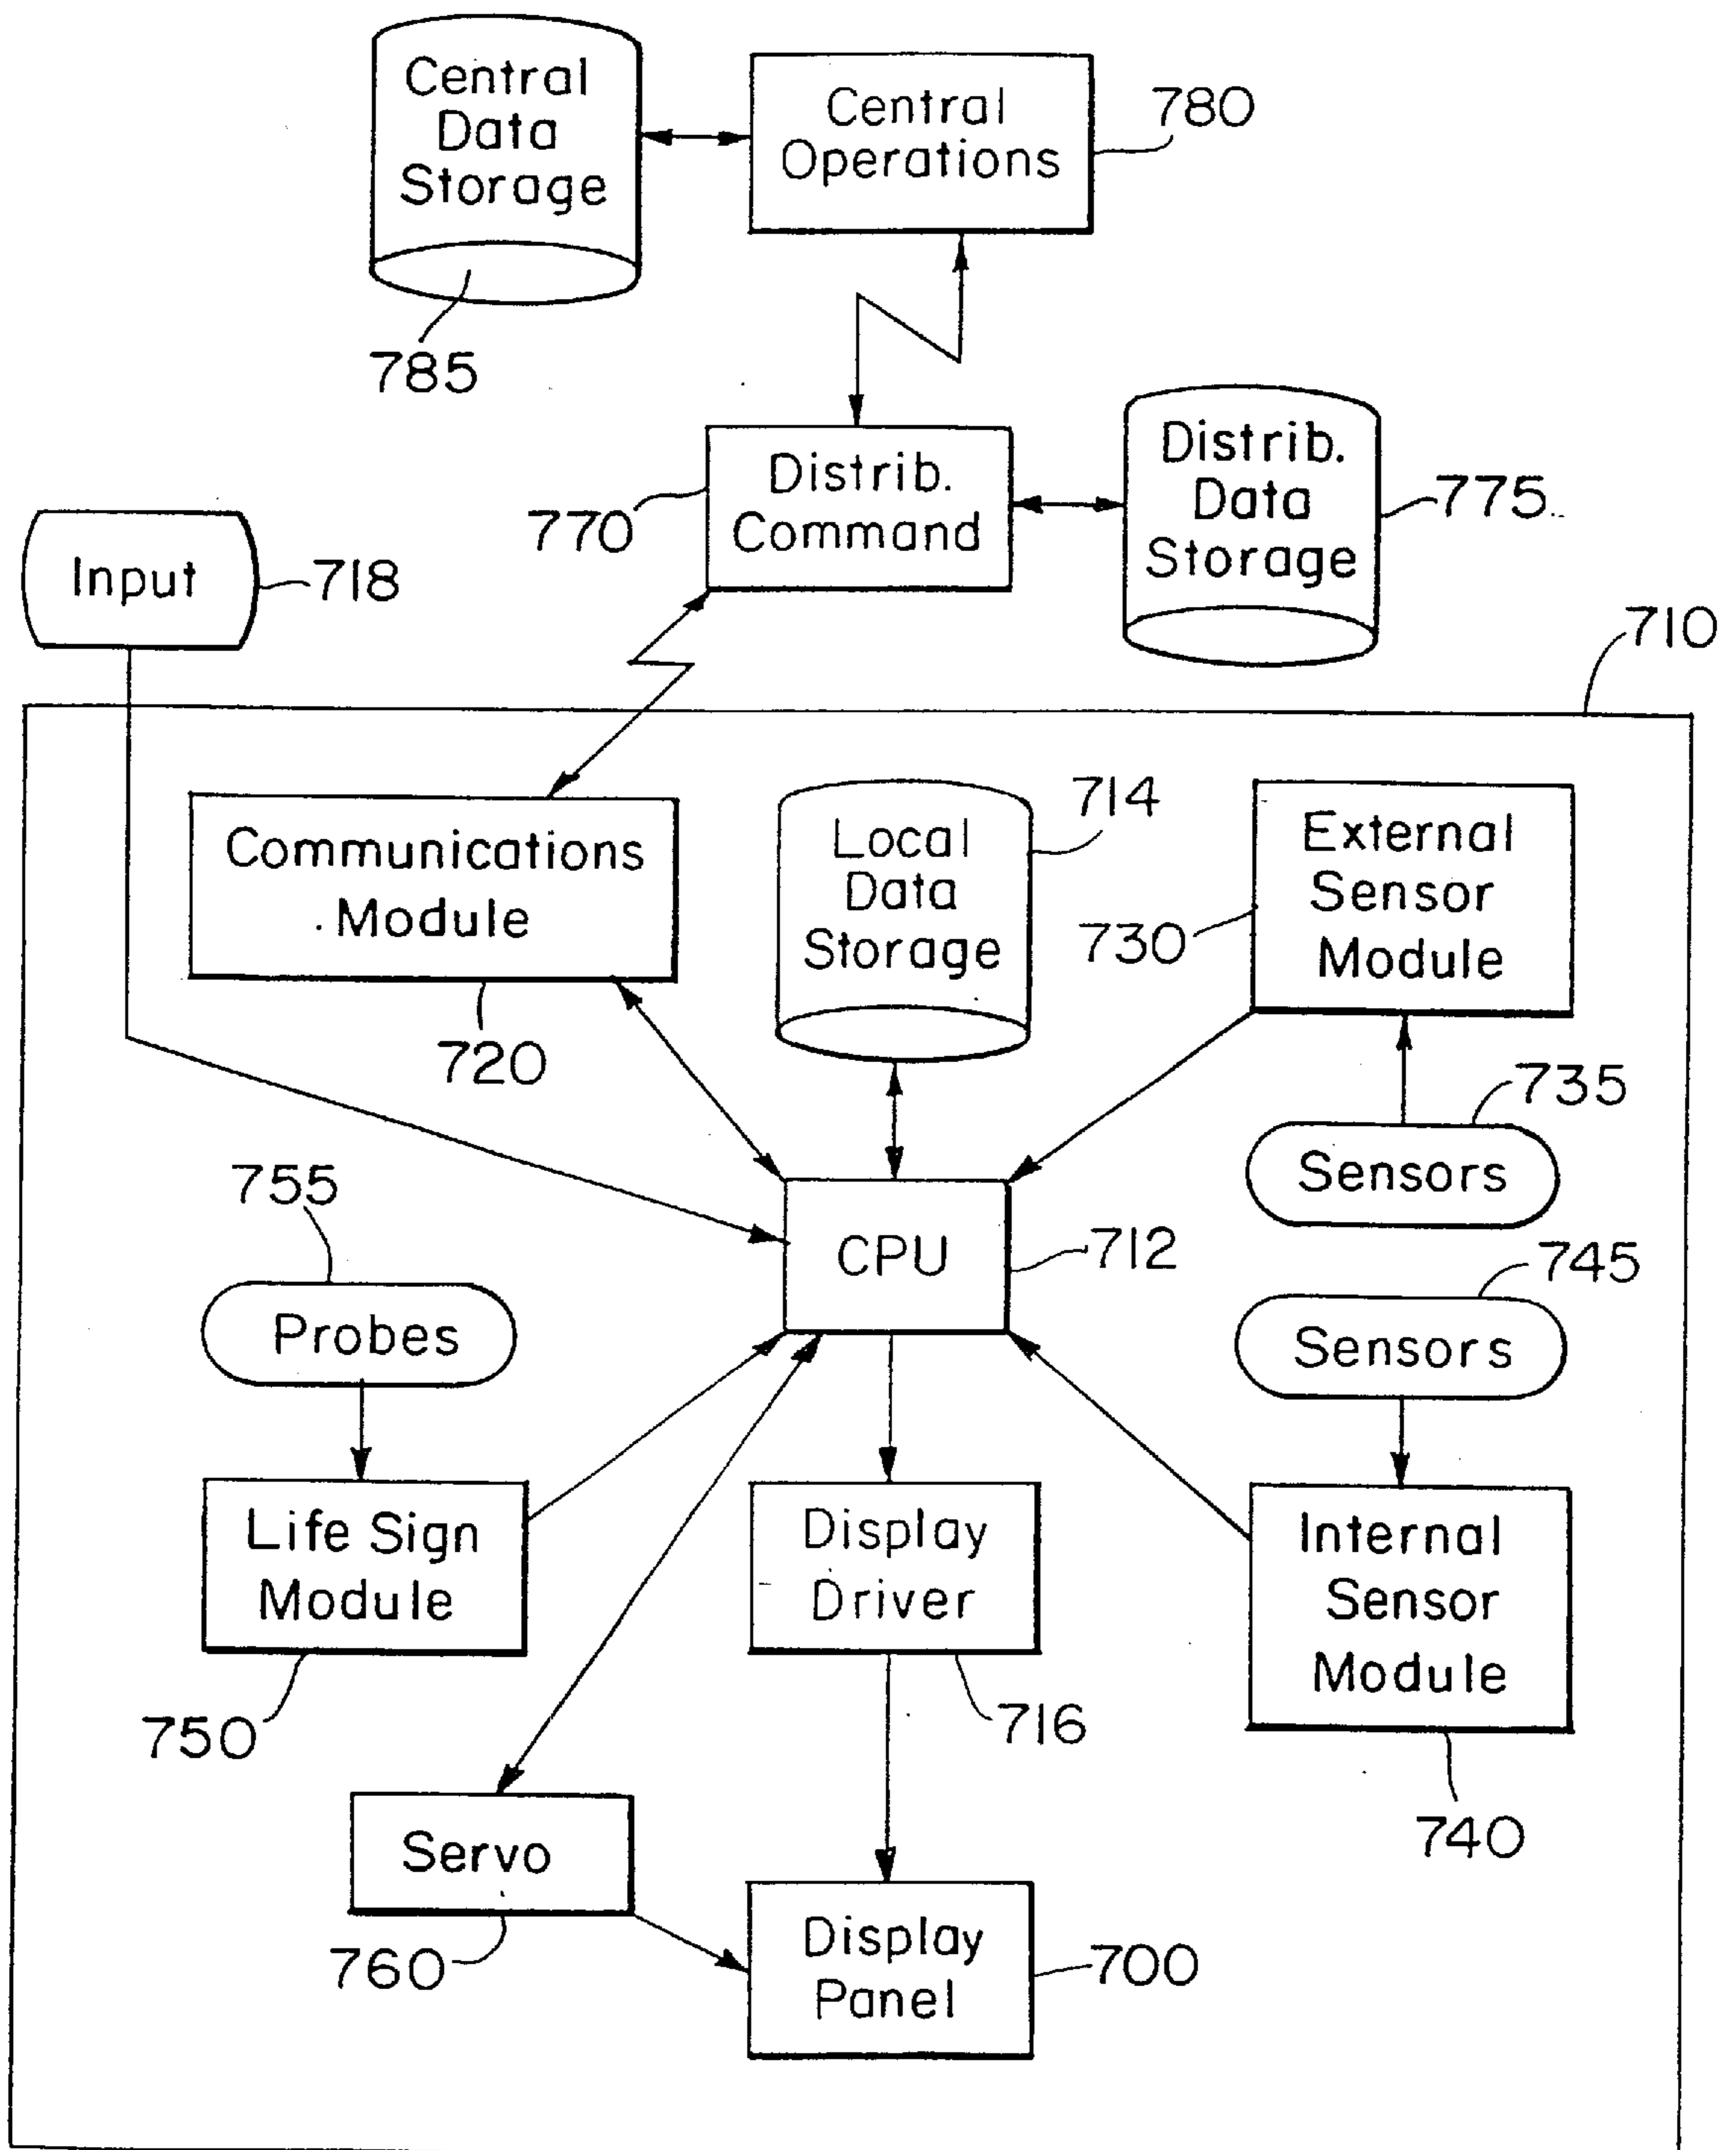 Central
Data
Storage
785
Central
Operations
780
Distrib.
Command
770
Distrib.
Data
Storage
775
Input
718
710
Communications
Module
720
Local
Data
Storage
714
External
Sensor
Module
730
735
Sensors
755
Probes
CPU
712
745
Sensors
Life Sign
Module
750
Display
Driver
716
Internal
Sensor
Module
740
Servo
760
Display
Panel
700